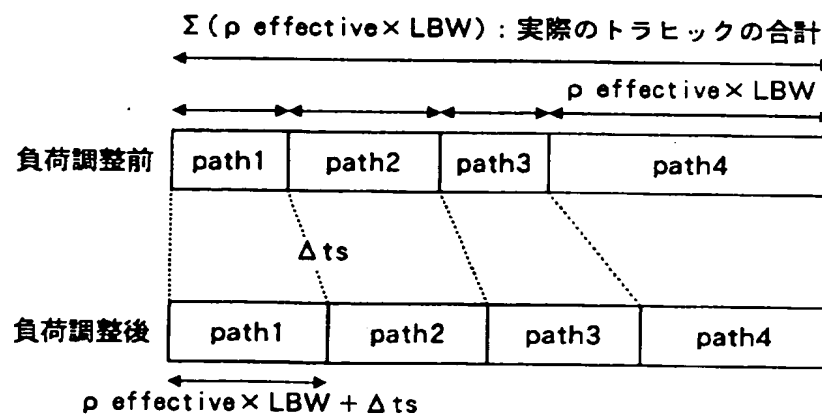 Σ(ρ effective×LBW):実際のトラヒックの合計
ρ effective×LBW
負荷調整前 path1 path2 path3 path4
Δts
負荷調整後 path1 path2 path3 path4
ρ effective×LBW+Δts